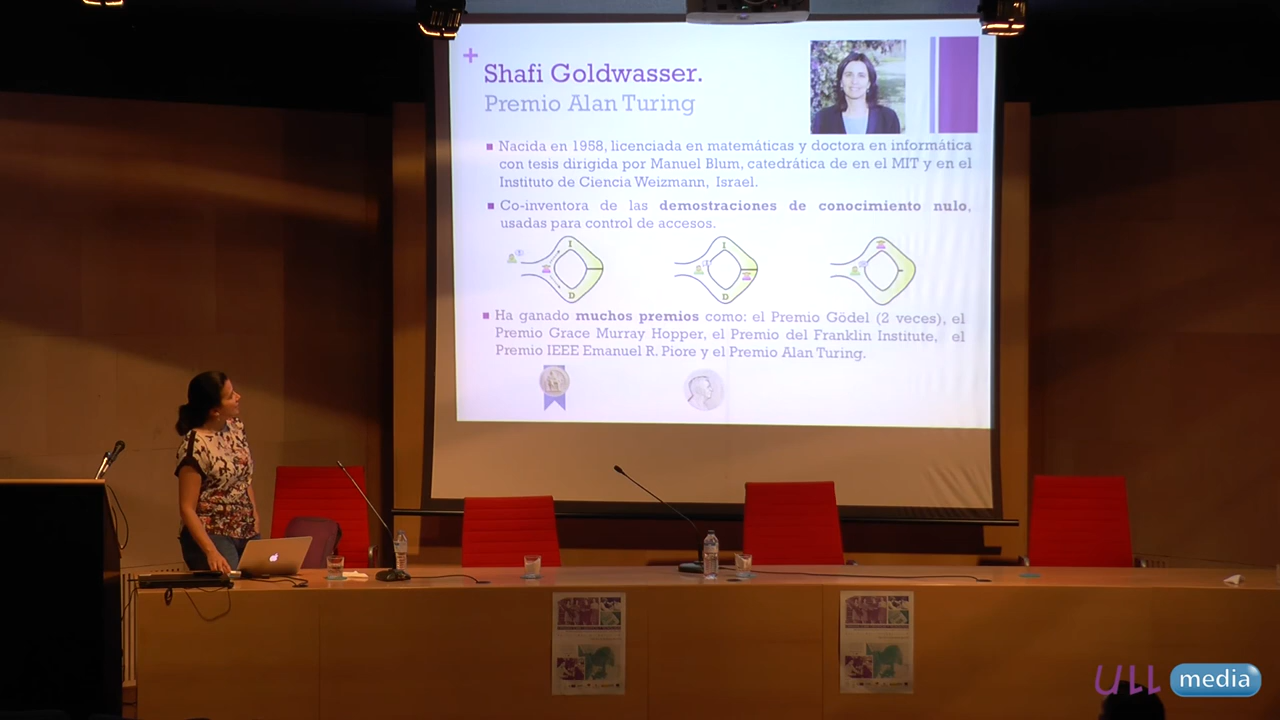 +
Shafi Goldwasser.
Premio Alan Turing
Nacida en 1958, licenciada en matemáticas y doctora en informática
con tesis dirigida por Manuel Blum, catedrática de en el MIT y en el
Instituto de Ciencia Weizmann, Israel.
Co-inventora de las demostraciones de conocimiento nulo,
usadas para control de accesos.
I
D
I
D
Ha ganado muchos premios como: el Premio Gödel (2 veces), el
Premio Grace Murray Hopper, el Premio del Franklin Institute, el
Premio IEEE Emanuel R. Piore y el Premio Alan Turing.
ULL media